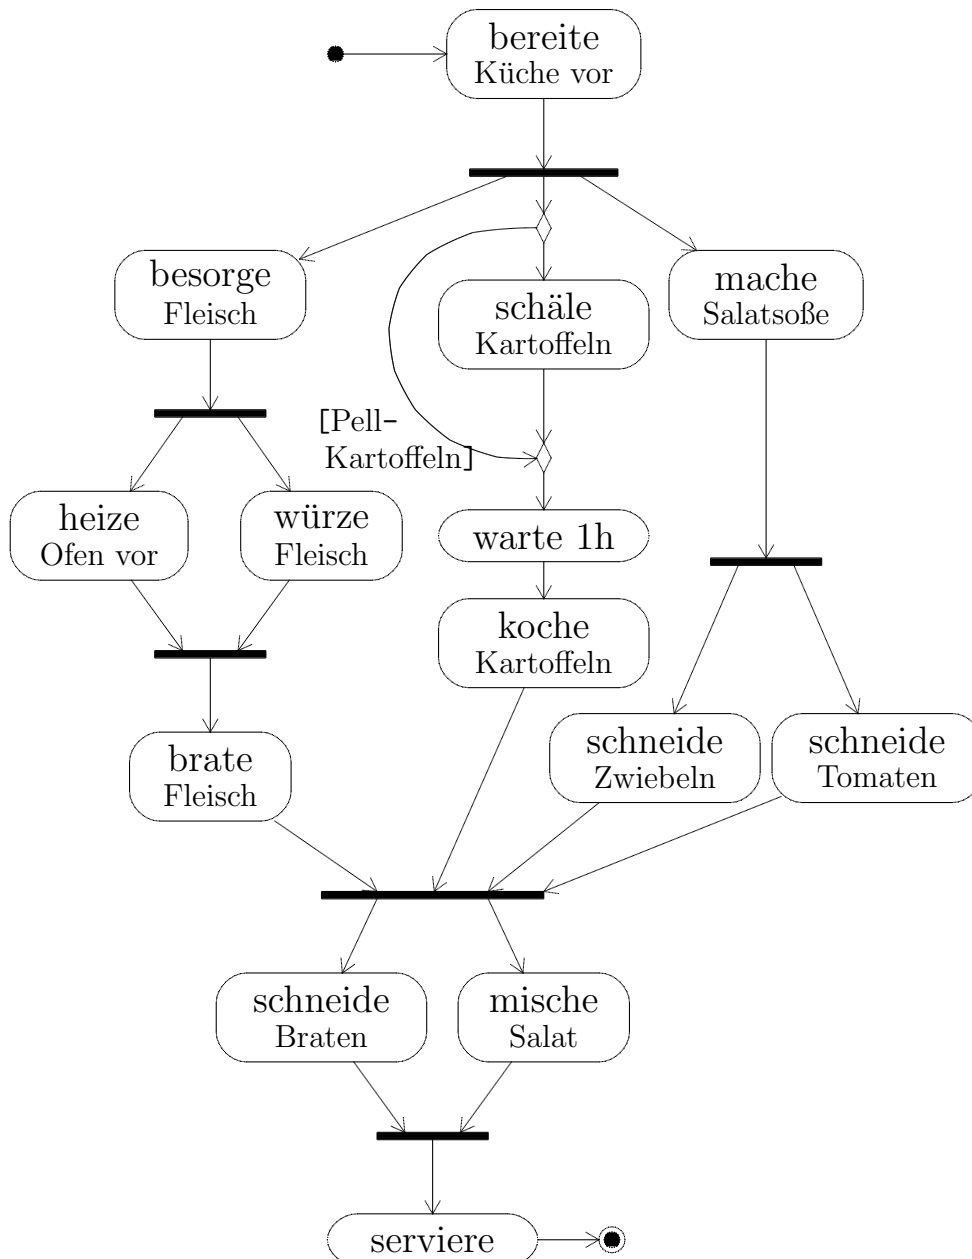 bereite
Küche vor
besorge
Fleisch
schäle
Kartoffeln
mache
Salatsoße
[Pell-
Kartoffeln]
heize
Ofen vor
würze
Fleisch
warte 1h
koche
Kartoffeln
brate
Fleisch
schneide
Zwiebeln
schneide
Tomaten
schneide
Braten
mische
Salat
serviere